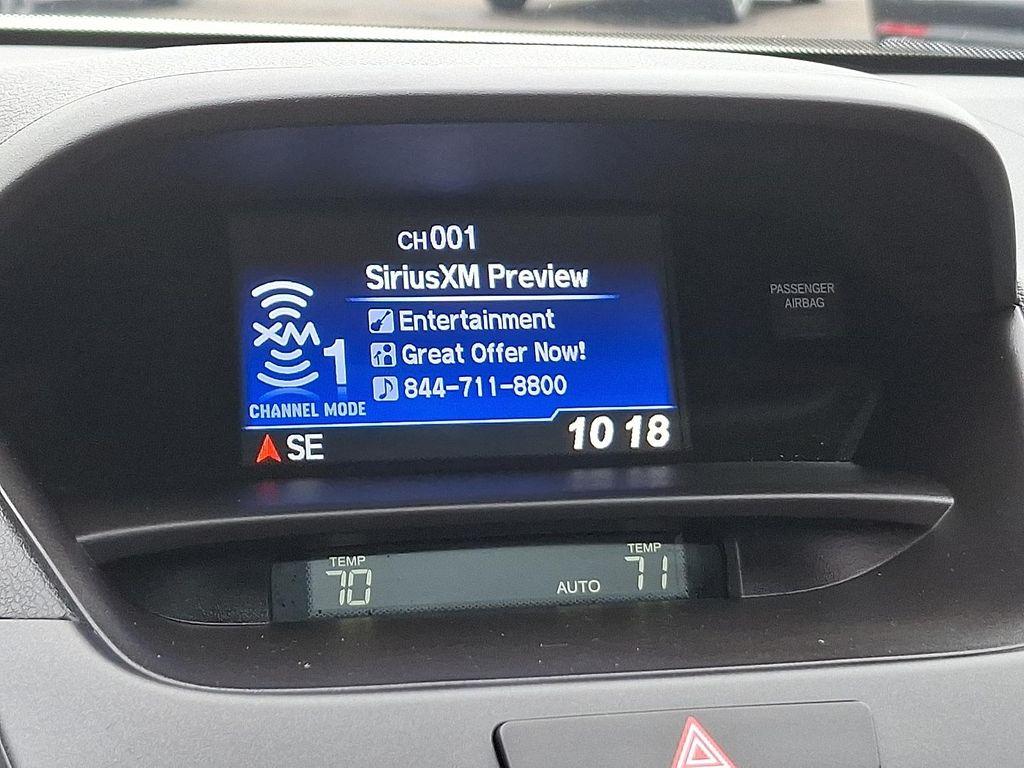 CH001
SiriusXM Preview
Entertainment
Great Offer Now!
844-711-8800
XM
1
CHANNEL MODE
SE
10 18
PASSENGER
AIRBAG
TEMP
70
AUTO
TEMP
71